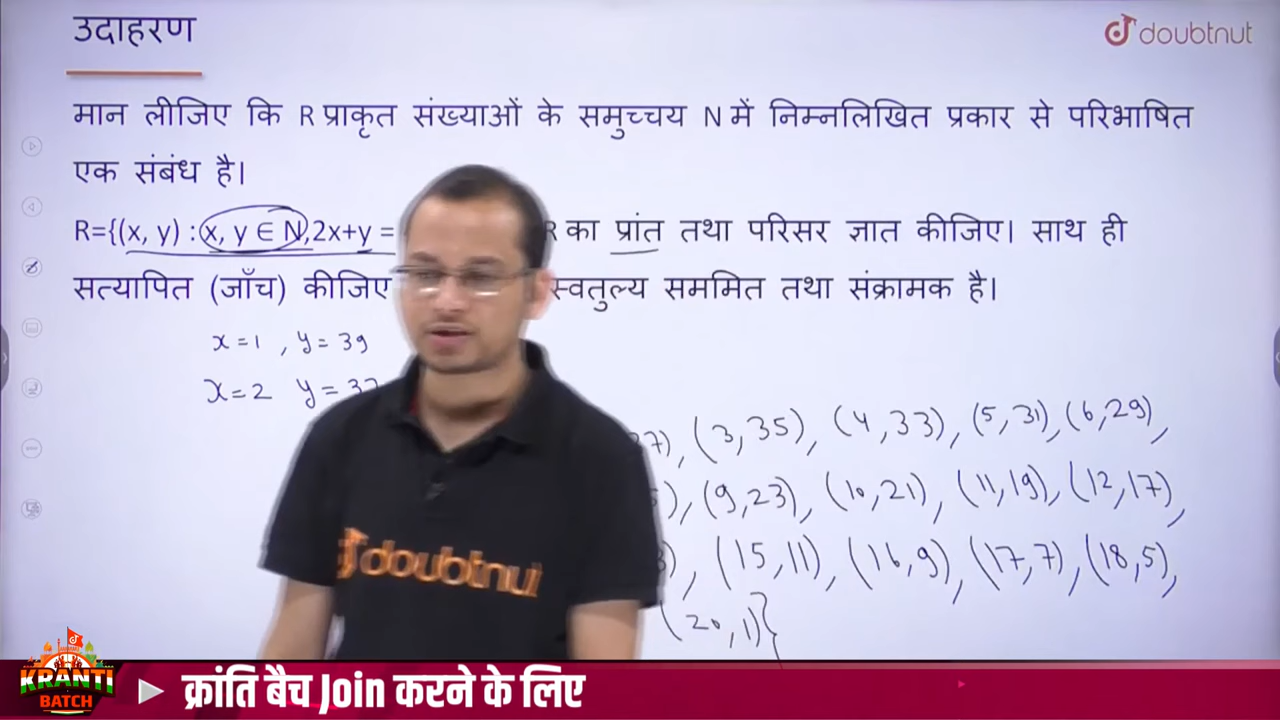 उदाहरण
doubtnut
मान लीजिए कि R प्राकृत संख्याओं के समुच्चय N में निम्नलिखित प्रकार से परिभाषित
एक संबंध है।
R={(x, y) : x, y ∈ N,2x+y = R का प्रांत तथा परिसर ज्ञात कीजिए। साथ ही
सत्यापित (जाँच) कीजिए स्वतुल्य सममित तथा संक्रामक है।
x=1 , y = 39
x=2 y = 37
7), (3,35), (4,33), (5,31), (6,29),
), (9,23), (10,21), (11,19), (12,17),
), (15,11), (16,9), (17,7), (18,5),
(20,1)}
doubtnut
KRANTI
BATCH
क्रांति बैच Join करने के लिए